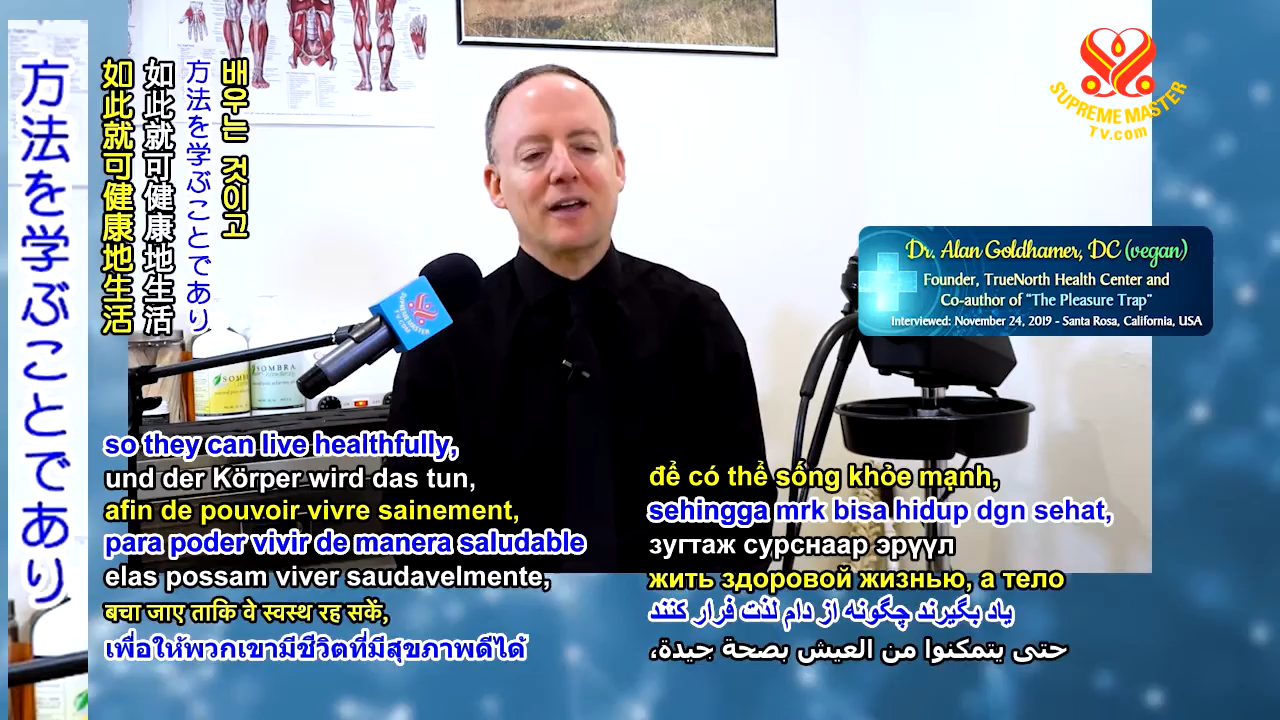 方法を学ぶことであり
如此就可健康地生活
如此就可健康地生活
方法を学ぶことであり
배우는 것이고
SUPREME MASTER
TV.com
Dr. Alan Goldhamer, DC (vegan)
Founder, TrueNorth Health Center and
Co-author of "The Pleasure Trap"
Interviewed: November 24, 2019 - Santa Rosa, California, USA
SUPREME MASTER
TV.COM
SOMBRA
so they can live healthfully,
und der Körper wird das tun,
afin de pouvoir vivre sainement,
para poder vivir de manera saludable
elas possam viver saudavelmente,
बचा जाए ताकि वे स्वस्थ रह सकें,
เพื่อให้พวกเขามีชีวิตที่มีสุขภาพดีได้
để có thể sống khỏe mạnh,
sehingga mrk bisa hidup dgn sehat,
зугтаж сурснаар эрүүл
жить здоровой жизнью, а тело
یاد بگیرند چگونه از دام لذت فرار کنند
حتى يتمكنوا من العيش بصحة جيدة،